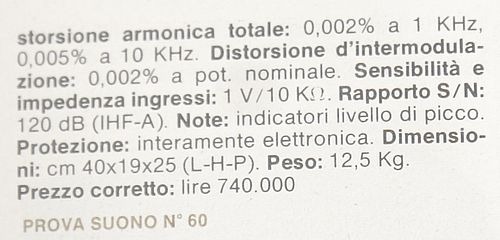 storsione armonica totale: 0,002% a 1 KHz,
0,005% a 10 KHz. Distorsione d'intermodula-
zione: 0,002% a pot. nominale. Sensibilità e
impedenza ingressi: 1 V/10 KΩ. Rapporto S/N:
120 dB (IHF-A). Note: indicatori livello di picco.
Protezione: interamente elettronica. Dimensio-
ni: cm 40x19x25 (L-H-P). Peso: 12,5 Kg.
Prezzo corretto: lire 740.000
PROVA SUONO N° 60